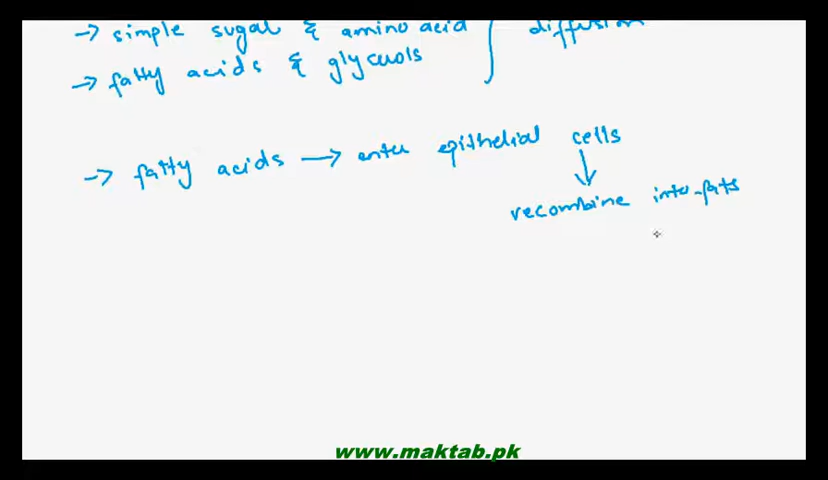 → simple sugar & amino acid } diffusion
→ fatty acids & glycerols
→ fatty acids → enter epithelial cells
↓
recombine into fats
www.maktab.pk